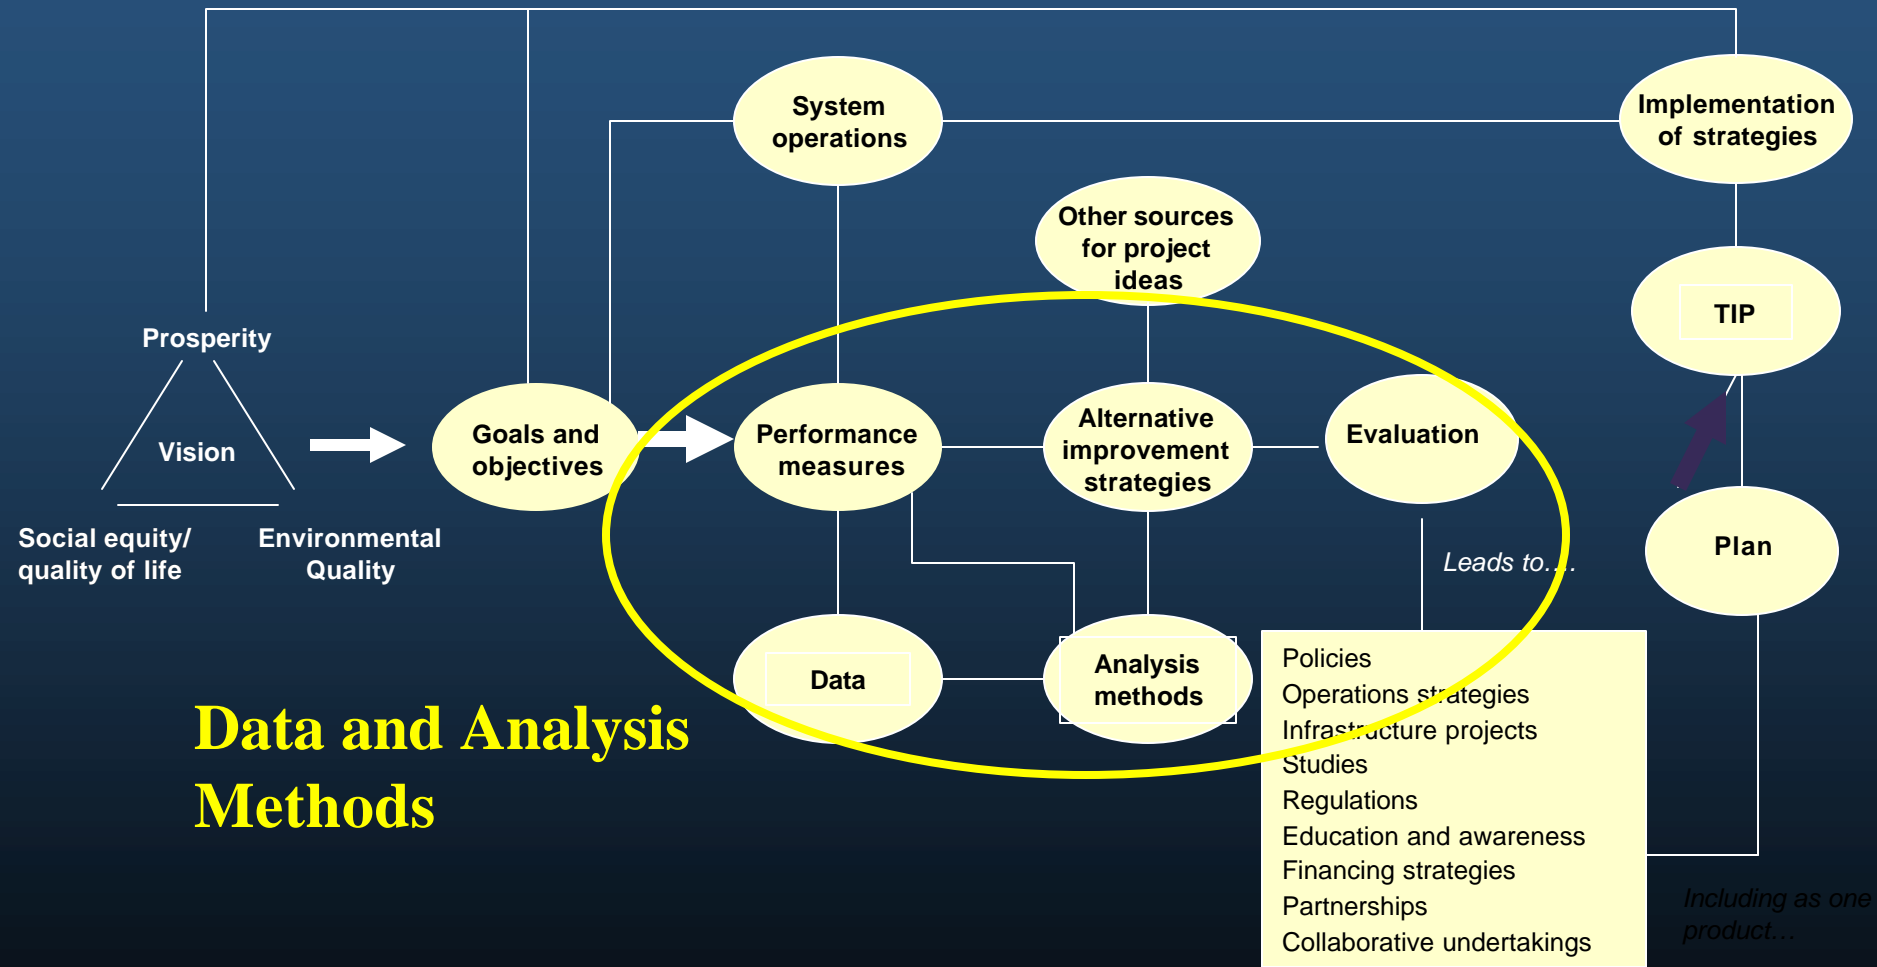 System
operations
Implementation
of strategies
Other sources
for project
ideas
TIP
Prosperity
Vision
Social equity/
quality of life
Environmental
Quality
Goals and
objectives
Performance
measures
Alternative
improvement
strategies
Evaluation
Leads to….
Plan
Data
Analysis
methods
Data and Analysis
Methods
Policies
Operations strategies
Infrastructure projects
Studies
Regulations
Education and awareness
Financing strategies
Partnerships
Collaborative undertakings
Including as one
product…